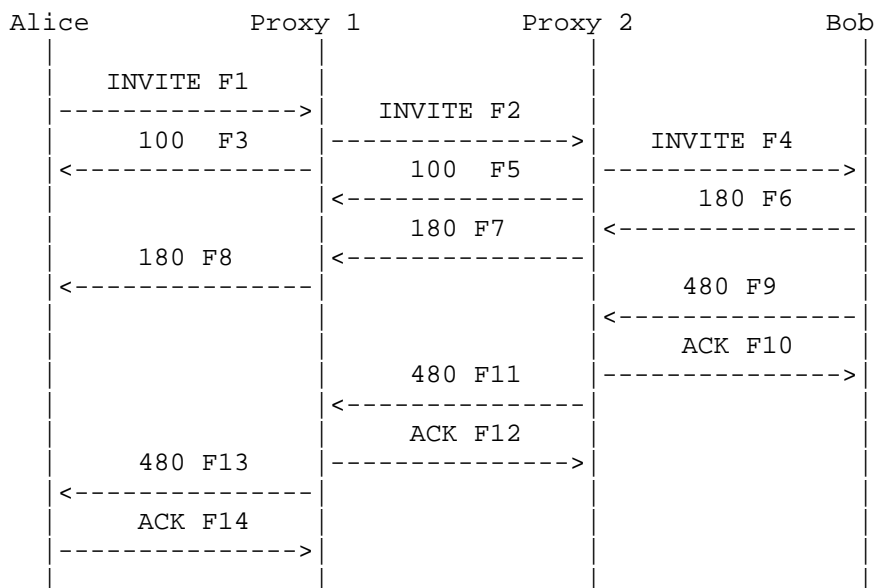 Alice Proxy 1 Proxy 2 Bob
INVITE F1
INVITE F2
100 F3
INVITE F4
100 F5
180 F6
180 F7
180 F8
480 F9
ACK F10
480 F11
ACK F12
480 F13
ACK F14